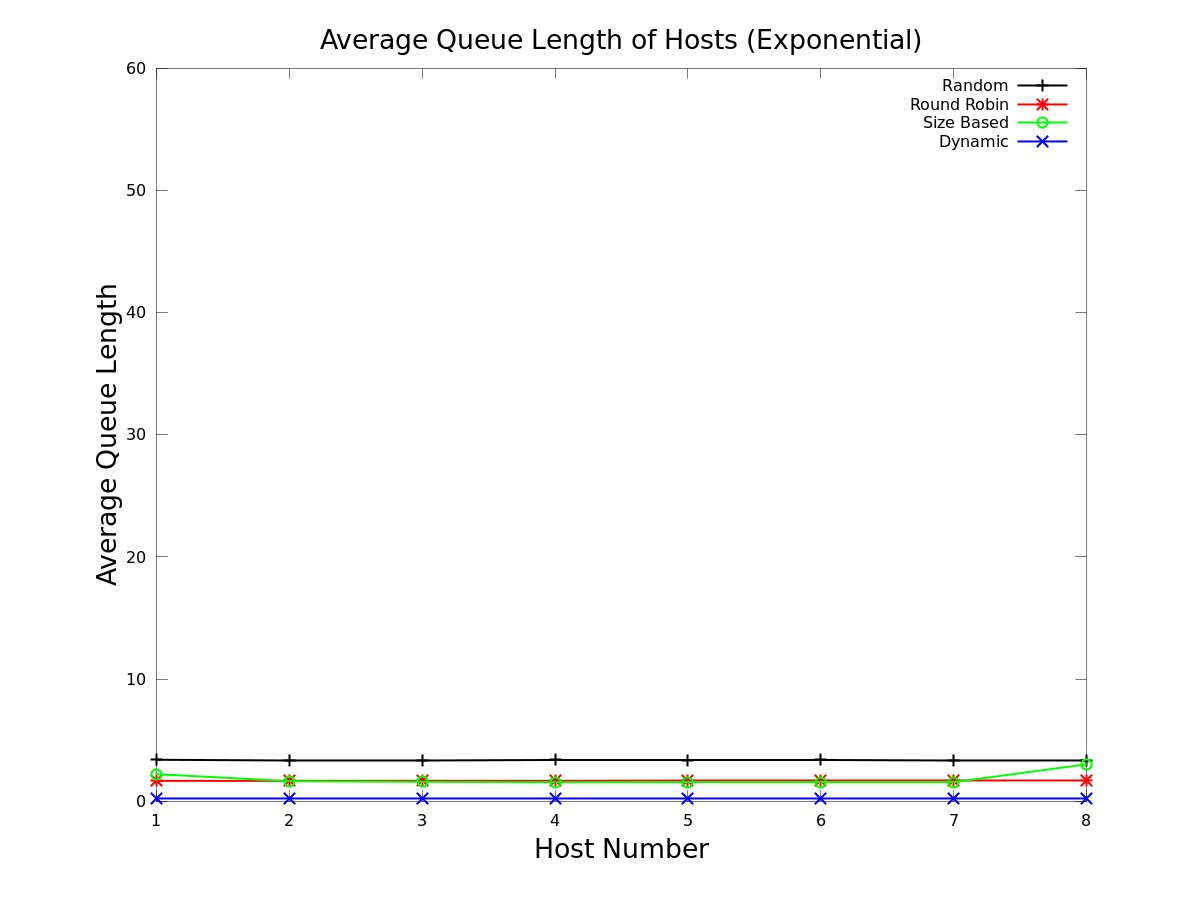 Average Queue Length of Hosts (Exponential)
Random
Round Robin
Size Based
Dynamic
Average Queue Length
60
50
40
30
20
10
0
1 2 3 4 5 6 7 8
Host Number